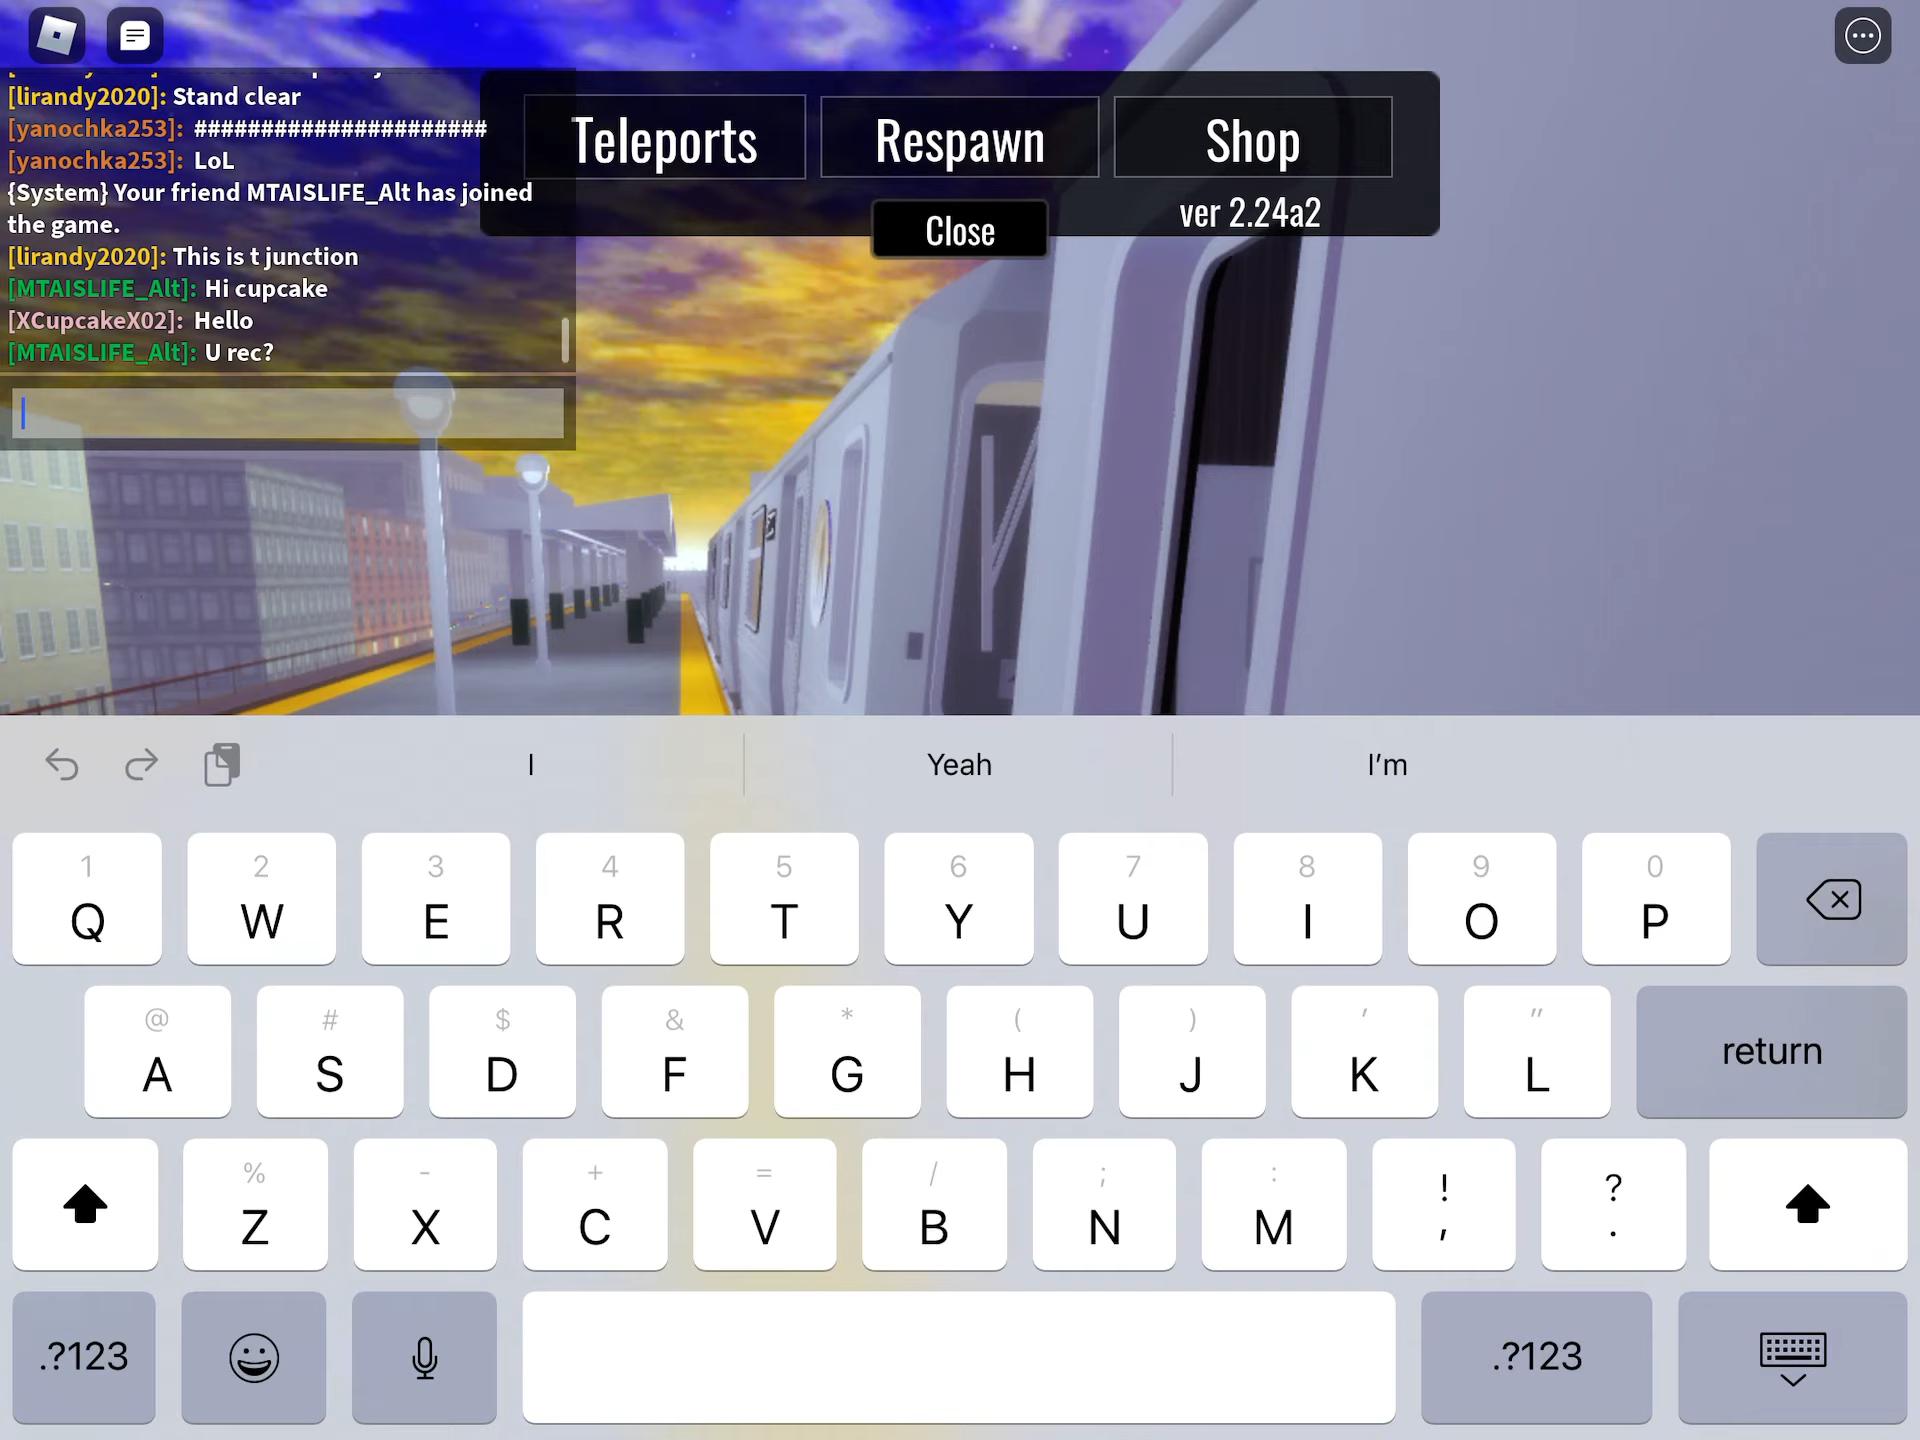 [lirandy2020]: Stand clear
[yanochka253]: ######################
[yanochka253]: LoL
{System} Your friend MTAISLIFE_Alt has joined
the game.
[lirandy2020]: This is t junction
[MTAISLIFE_Alt]: Hi cupcake
[XCupcakeX02]: Hello
[MTAISLIFE_Alt]: U rec?
Teleports Respawn Shop
ver 2.24a2
Close
I Yeah I’m
1 2 3 4 5 6 7 8 9 0
Q W E R T Y U I O P
@ # $ & * ( ) ' "
A S D F G H J K L return
% - + = / ; : ! ?
Z X C V B N M , .
.?123 .?123